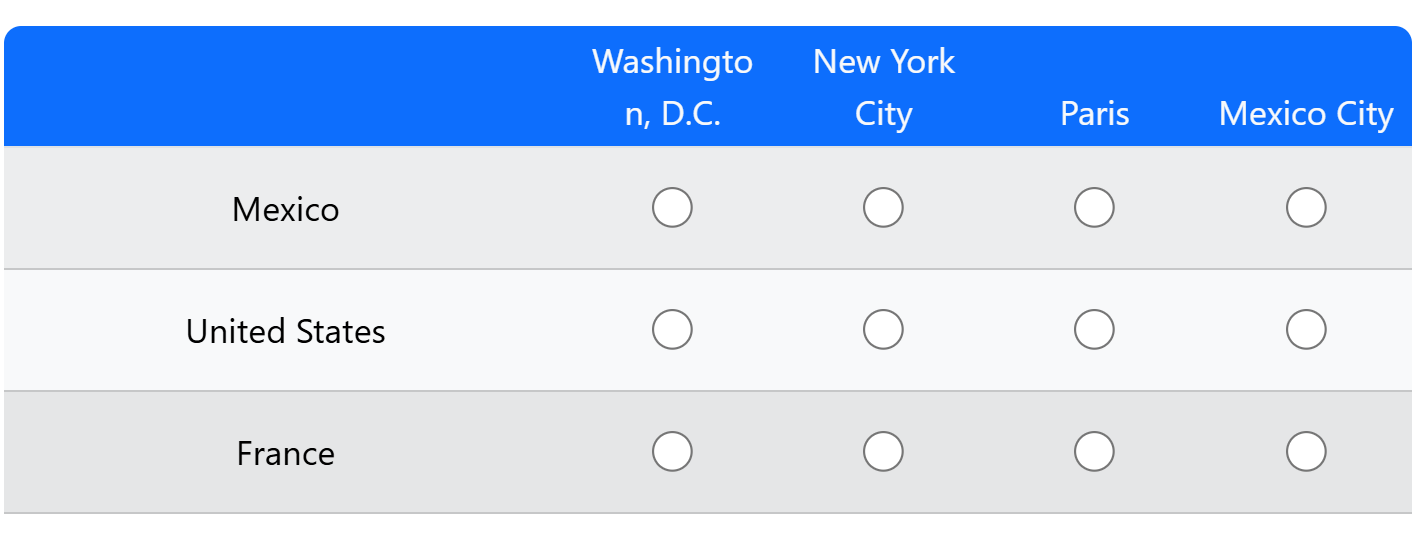 Washingto
n, D.C.
New York
City
Paris
Mexico City
Mexico
United States
France